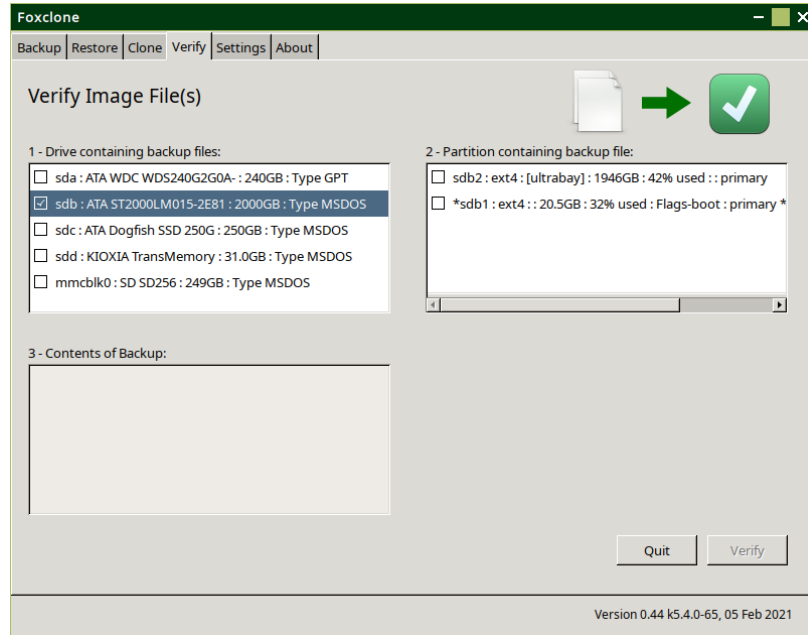 Foxclone
Backup Restore Clone Verify Settings About
Verify Image File(s)
1 - Drive containing backup files:
sda : ATA WDC WDS240G2G0A- : 240GB : Type GPT
sdb : ATA ST2000LM015-2E81 : 2000GB : Type MSDOS
sdc : ATA Dogfish SSD 250G : 250GB : Type MSDOS
sdd : KIOXIA TransMemory : 31.0GB : Type MSDOS
mmcblk0 : SD SD256 : 249GB : Type MSDOS
2 - Partition containing backup file:
sdb2 : ext4 : [ultrabay] : 1946GB : 42% used : : primary
*sdb1 : ext4 : : 20.5GB : 32% used : Flags-boot : primary *
3 - Contents of Backup:
Quit Verify
Version 0.44 k5.4.0-65, 05 Feb 2021